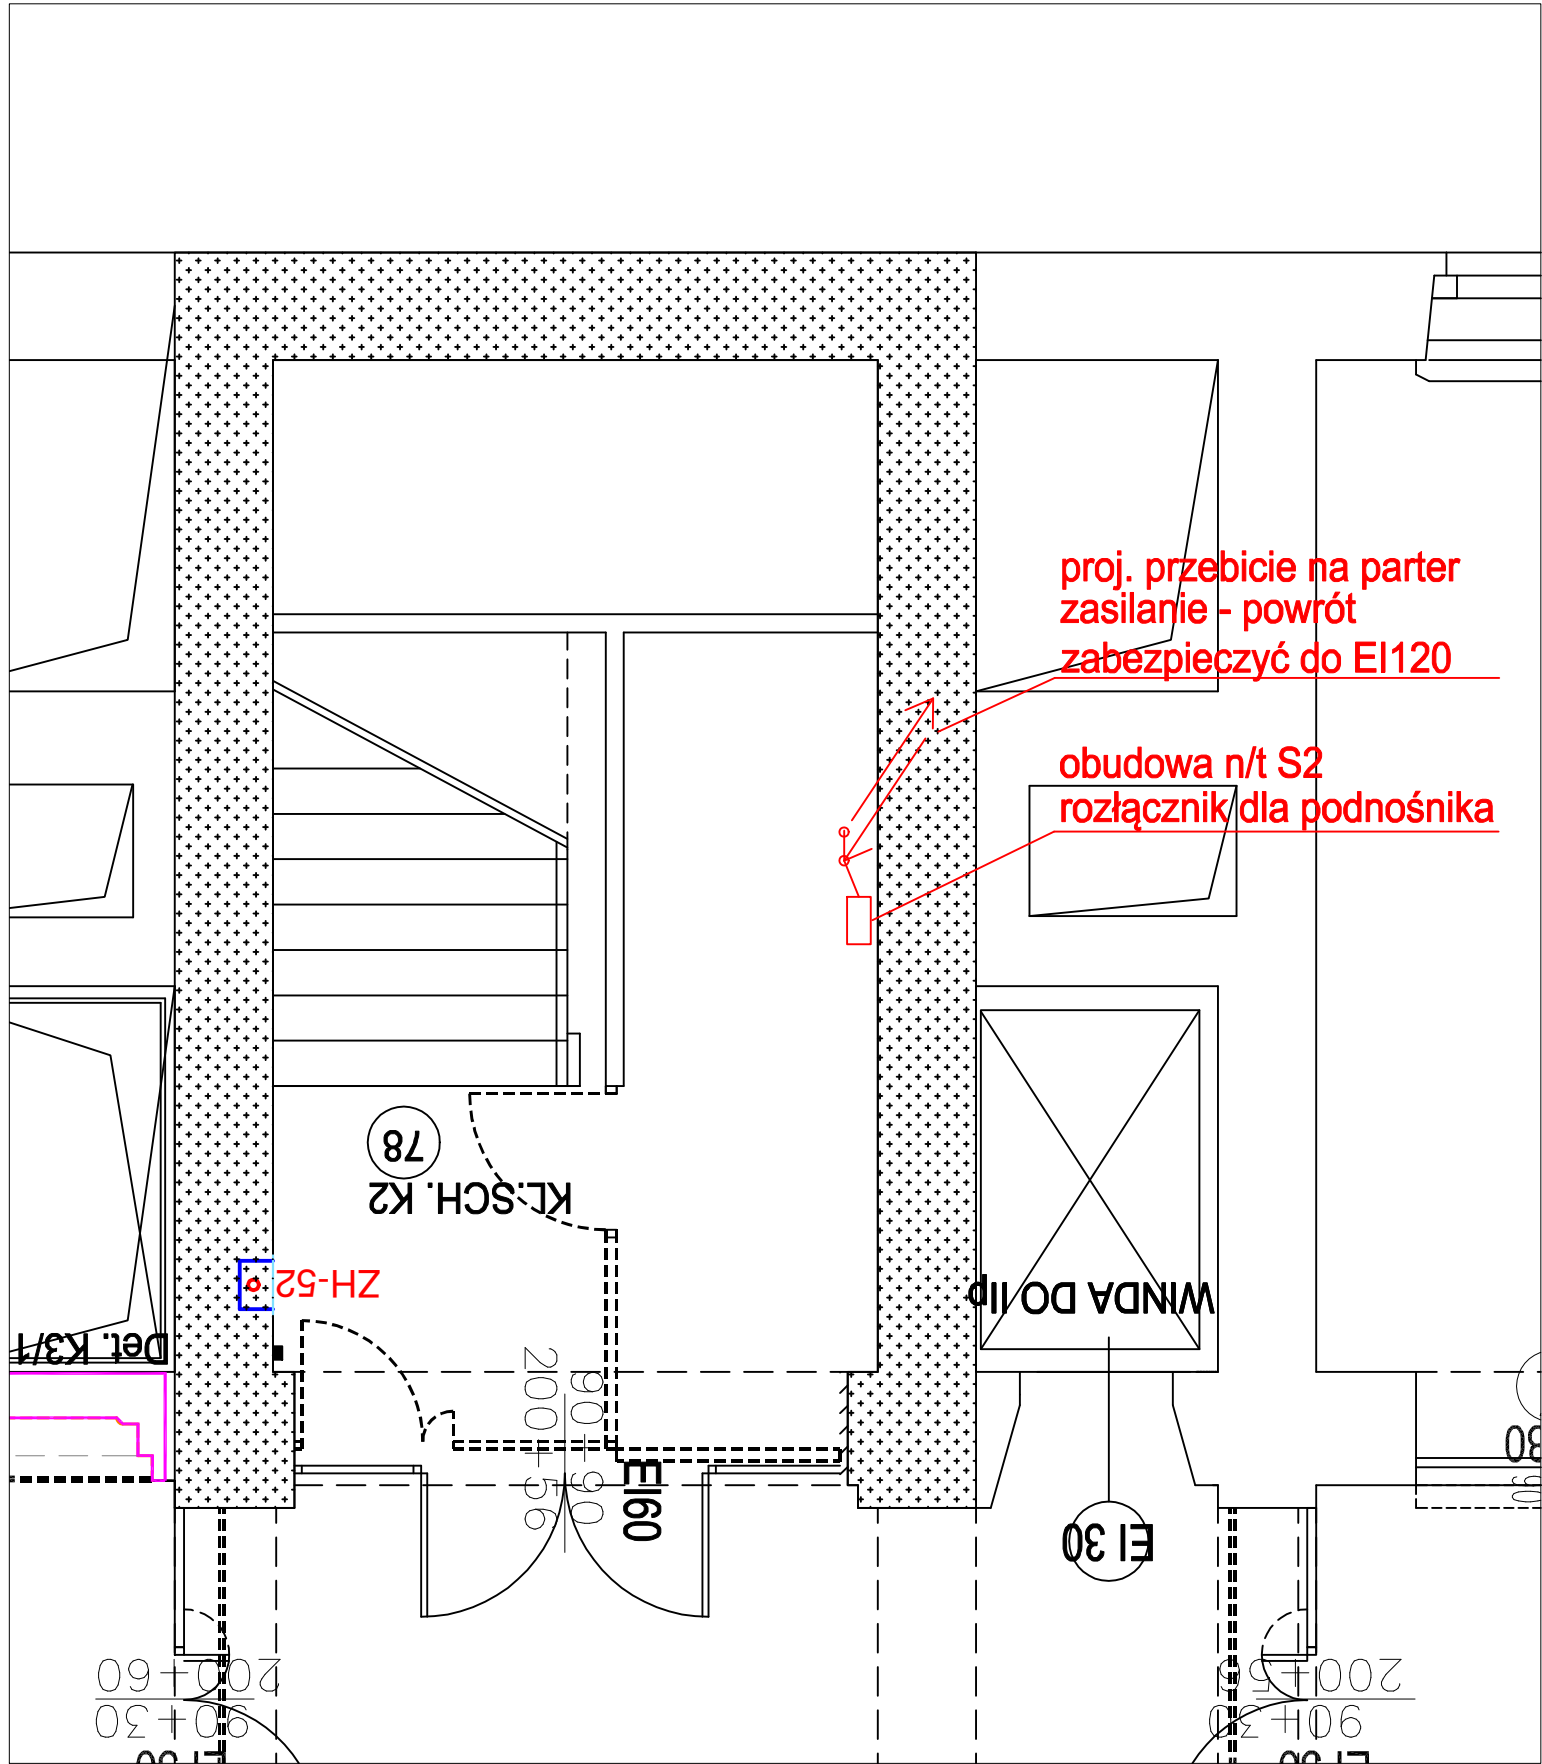 proj. przebicie na parter
zasilanie - powrót
zabezpieczyć do EI120
obudowa n/t S2
rozłącznik dla podnośnika
78
KL.SCH. K2
ZH-52
WINDA DO IIp
Det. K3/1
90+90
200+56
EI60
EI 30
90+30
200+60
90+30
200+56